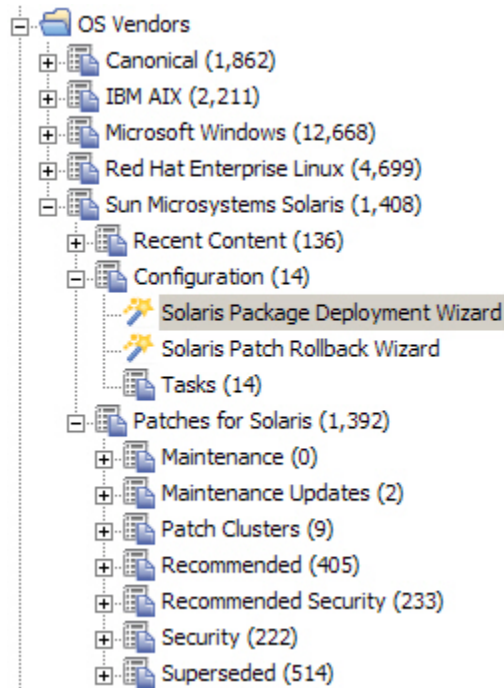 OS Vendors
Canonical (1,862)
IBM AIX (2,211)
Microsoft Windows (12,668)
Red Hat Enterprise Linux (4,699)
Sun Microsystems Solaris (1,408)
Recent Content (136)
Configuration (14)
Solaris Package Deployment Wizard
Solaris Patch Rollback Wizard
Tasks (14)
Patches for Solaris (1,392)
Maintenance (0)
Maintenance Updates (2)
Patch Clusters (9)
Recommended (405)
Recommended Security (233)
Security (222)
Superseded (514)